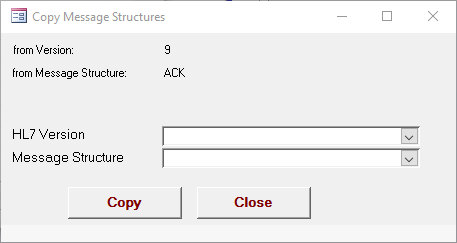 Copy Message Structures
from Version: 9
from Message Structure: ACK
HL7 Version
Message Structure
Copy Close